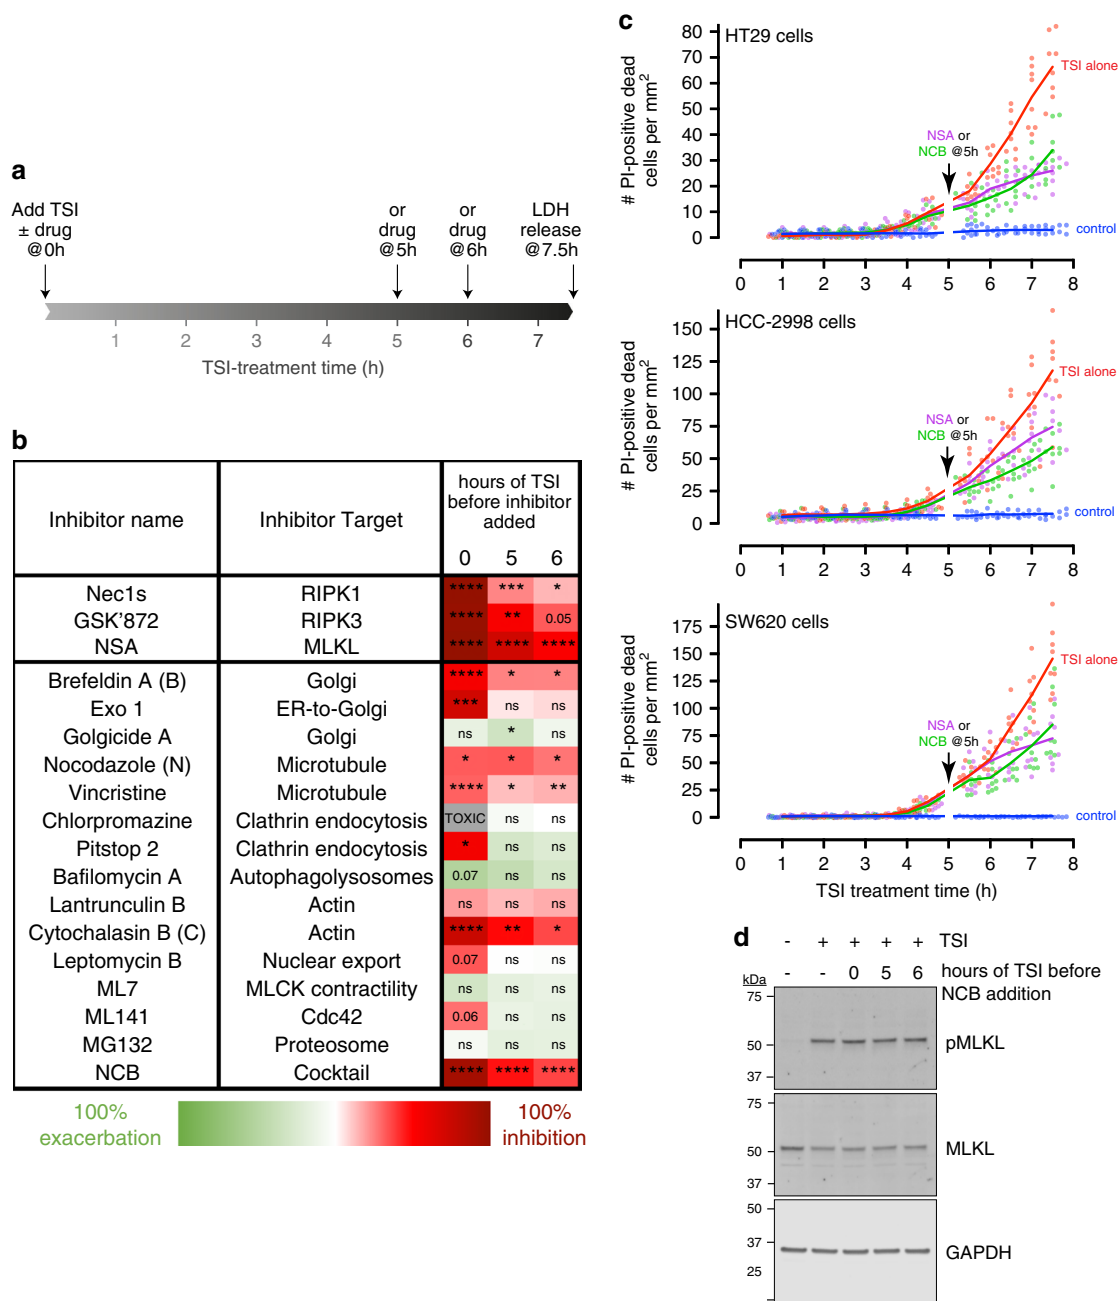 a
Add TSI
± drug
@0h
or
drug
@5h
or
drug
@6h
LDH
release
@7.5h
1 2 3 4 5 6 7
TSI-treatment time (h)
b
Inhibitor name Inhibitor Target hours of TSI
before inhibitor
added
0 5 6
Nec1s RIPK1 **** *** *
GSK'872 RIPK3 **** ** 0.05
NSA MLKL **** **** ****
Brefeldin A (B) Golgi **** * *
Exo 1 ER-to-Golgi *** ns ns
Golgicide A Golgi ns * ns
Nocodazole (N) Microtubule * * *
Vincristine Microtubule **** * **
Chlorpromazine Clathrin endocytosis TOXIC ns ns
Pitstop 2 Clathrin endocytosis * ns ns
Bafilomycin A Autophagolysosomes 0.07 ns ns
Lantrunculin B Actin ns ns ns
Cytochalasin B (C) Actin **** ** *
Leptomycin B Nuclear export 0.07 ns ns
ML7 MLCK contractility ns ns ns
ML141 Cdc42 0.06 ns ns
MG132 Proteosome ns ns ns
NCB Cocktail **** **** ****
100%
exacerbation
100%
inhibition
c
HT29 cells
# PI-positive dead
cells per mm2
80
70
60
50
40
30
20
10
0
TSI alone
NSA or
NCB @5h
control
0 1 2 3 4 5 6 7 8
HCC-2998 cells
# PI-positive dead
cells per mm2
150
125
100
75
50
25
0
TSI alone
NSA or
NCB @5h
control
0 1 2 3 4 5 6 7 8
SW620 cells
# PI-positive dead
cells per mm2
175
150
125
100
75
50
25
0
TSI alone
NSA or
NCB @5h
control
0 1 2 3 4 5 6 7 8
TSI treatment time (h)
d
- + + + + TSI
- - 0 5 6 hours of TSI before
NCB addition
kDa
75
50
37
pMLKL
75
50
37
MLKL
50
37
25
GAPDH